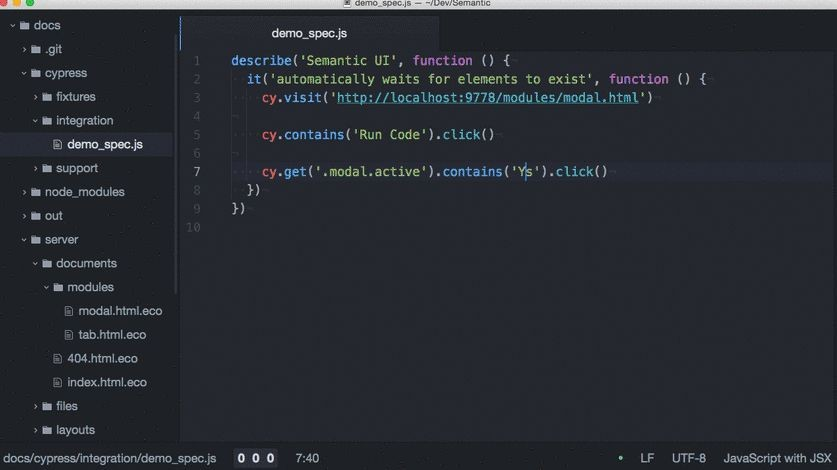 demo_spec.js — ~/Dev/Semantic
docs
.git
cypress
fixtures
integration
demo_spec.js
support
node_modules
out
server
documents
modules
modal.html.eco
tab.html.eco
404.html.eco
index.html.eco
files
layouts
demo_spec.js
1 describe('Semantic UI', function () {
2 it('automatically waits for elements to exist', function () {
3 cy.visit('http://localhost:9778/modules/modal.html')
4
5 cy.contains('Run Code').click()
6
7 cy.get('.modal.active').contains('Ys').click()
8 })
9 })
10
docs/cypress/integration/demo_spec.js 0 0 0 7:40 LF UTF-8 JavaScript with JSX